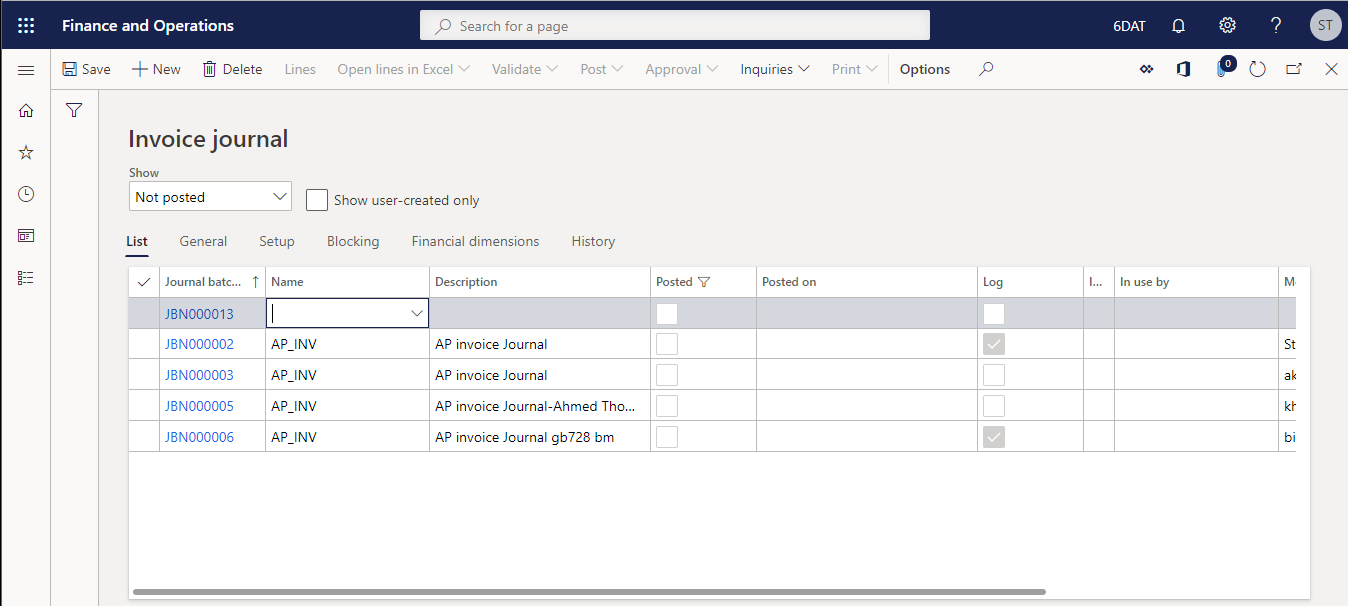 Finance and Operations
Search for a page
6DAT
?
ST
Save New Delete Lines Open lines in Excel Validate Post Approval Inquiries Print Options
0
Invoice journal
Show
Not posted
Show user-created only
List General Setup Blocking Financial dimensions History
Journal batc... Name Description Posted Posted on Log I... In use by
JBN000013
JBN000002 AP_INV AP invoice Journal St
JBN000003 AP_INV AP invoice Journal ak
JBN000005 AP_INV AP invoice Journal-Ahmed Tho... kh
JBN000006 AP_INV AP invoice Journal gb728 bm bi